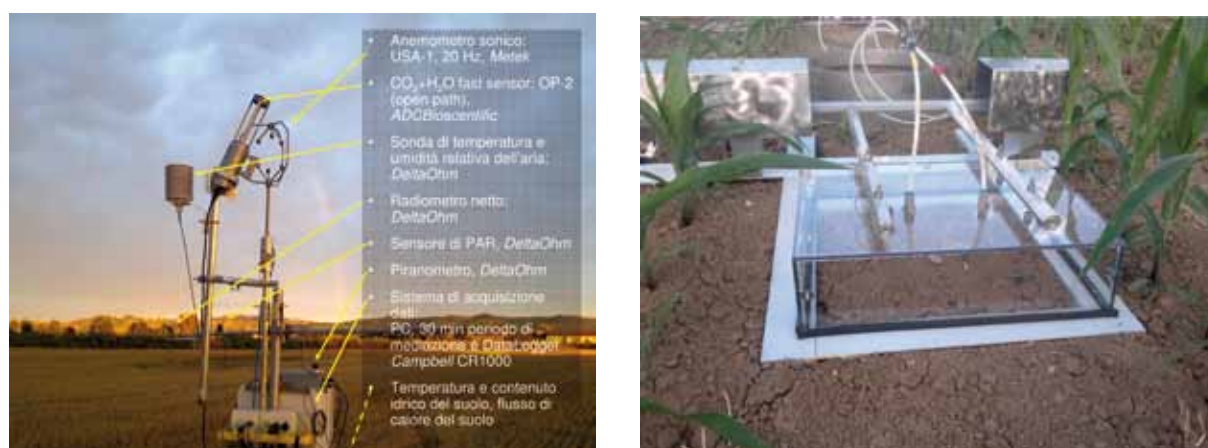 • Anemometro sonico:
USA-1, 20 Hz, Metek
• CO₂+H₂O fast sensor: OP-2
(open path),
ADCBioscentific
• Sonda di temperatura e
umidità relativa dell'aria:
DeltaOhm
• Radiometro netto:
DeltaOhm
• Sensore di PAR, DeltaOhm
• Piranometro, DeltaOhm
• Sistema di acquisizione
dati:
PC, 30 min periodo di
mediazione e DataLogger
Campbell CR1000
• Temperatura e contenuto
idrico del suolo, flusso di
calore del suolo